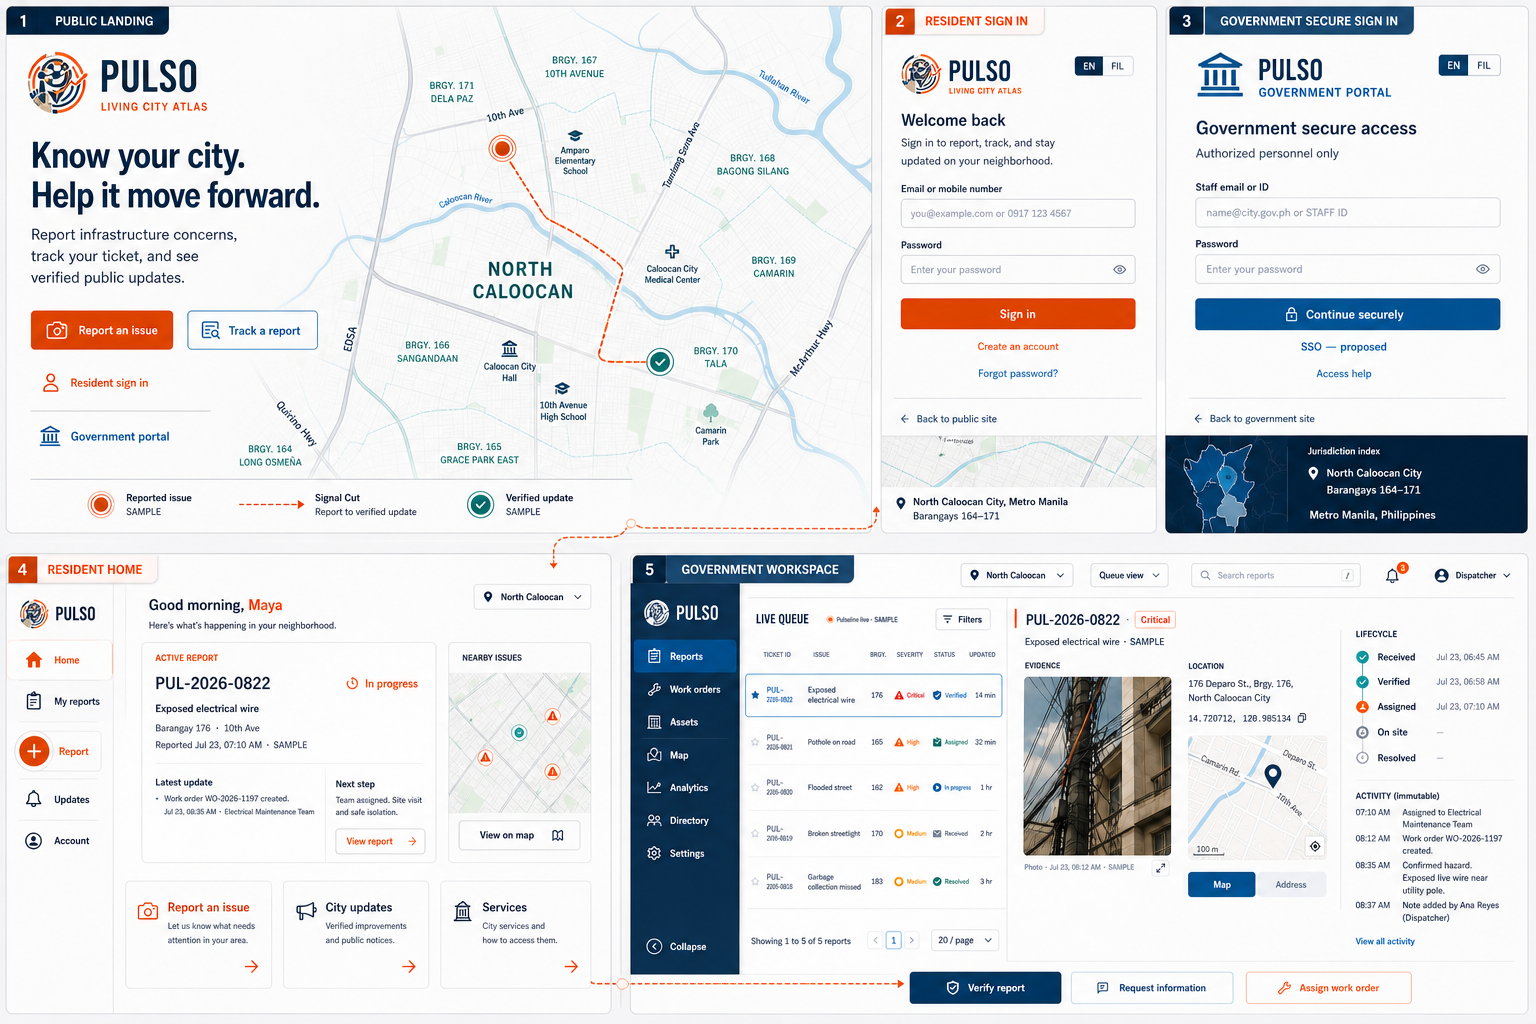 1 PUBLIC LANDING
PULSO
LIVING CITY ATLAS
Know your city.
Help it move forward.
Report infrastructure concerns,
track your ticket, and see
verified public updates.
Report an issue
Track a report
Resident sign in
Government portal
BRGY. 171
DELA PAZ
BRGY. 167
10TH AVENUE
Tullahan River
10th Ave
Amparo
Elementary
School
Tandang Sora Ave
BRGY. 168
BAGONG SILANG
Caloocan River
NORTH
CALOOCAN
Caloocan City
Medical Center
BRGY. 169
CAMARIN
EDSA
BRGY. 166
SANGANDAAN
Caloocan City
Hall
BRGY. 170
TALA
McArthur Hwy
10th Avenue
High School
Camarin
Park
Quirino Hwy
BRGY. 164
LONG OSMEÑA
BRGY. 165
GRACE PARK EAST
Reported issue
SAMPLE
Signal Cut
Report to verified update
Verified update
SAMPLE
2 RESIDENT SIGN IN
PULSO
LIVING CITY ATLAS
EN FIL
Welcome back
Sign in to report, track, and stay
updated on your neighborhood.
Email or mobile number
you@example.com or 0917 123 4567
Password
Enter your password
Sign in
Create an account
Forgot password?
← Back to public site
North Caloocan City, Metro Manila
Barangays 164–171
3 GOVERNMENT SECURE SIGN IN
PULSO
GOVERNMENT PORTAL
EN FIL
Government secure access
Authorized personnel only
Staff email or ID
name@city.gov.ph or STAFF ID
Password
Enter your password
Continue securely
SSO — proposed
Access help
← Back to government site
Jurisdiction index
North Caloocan City
Barangays 164–171
Metro Manila, Philippines
4 RESIDENT HOME
PULSO
Home
My reports
Report
Updates
Account
Good morning, Maya
Here's what's happening in your neighborhood.
North Caloocan
ACTIVE REPORT
PUL-2026-0822
In progress
Exposed electrical wire
Barangay 176 • 10th Ave
Reported Jul 23, 07:10 AM • SAMPLE
Latest update
• Work order WO-2026-1197 created.
Jul 23, 08:35 AM • Electrical Maintenance Team
Next step
Team assigned. Site visit
and safe isolation.
View report →
NEARBY ISSUES
View on map
Report an issue
Let us know what needs
attention in your area.
City updates
Verified improvements
and public notices.
Services
City services and
how to access them.
5 GOVERNMENT WORKSPACE
North Caloocan
Queue view
Search reports /
3
Dispatcher
PULSO
Reports
Work orders
Assets
Map
Analytics
Directory
Settings
Collapse
LIVE QUEUE
Pulseline live • SAMPLE
Filters
TICKET ID ISSUE BRGY. SEVERITY STATUS UPDATED
PUL- Exposed electrical wire 176 Critical Verified 14 min
PUL- Pothole on road 165 High Assigned 32 min
PUL- Flooded street 162 High In progress 1 hr
PUL- Broken streetlight 170 Medium Received 2 hr
PUL- Garbage collection missed 183 Medium Resolved 3 hr
Showing 1 to 5 of 5 reports
< 1 >
20 / page
PUL-2026-0822 · Critical
Exposed electrical wire • SAMPLE
EVIDENCE
Photo • Jul 23, 08:12 AM • SAMPLE
LOCATION
176 Deparo St., Brgy. 176,
North Caloocan City
14.720712, 120.985134
Camarin Rd.
Deparo St.
10th Ave
100 m
Map
Address
LIFECYCLE
Received Jul 23, 06:45 AM
Verified Jul 23, 06:58 AM
Assigned Jul 23, 07:10 AM
On site —
Resolved —
ACTIVITY (immutable)
07:10 AM Assigned to Electrical
Maintenance Team
08:12 AM Work order WO-2026-1197
created.
08:35 AM Confirmed hazard.
Exposed live wire near
utility pole.
08:37 AM Note added by Ana Reyes
(Dispatcher)
View all activity
Verify report
Request information
Assign work order